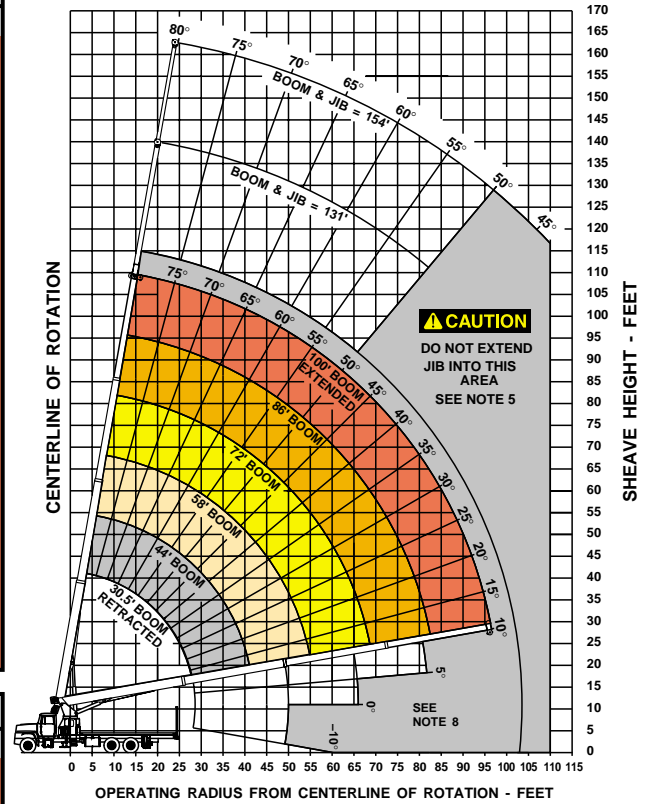 80°
75°
70°
65°
60°
55°
50°
45°
BOOM & JIB = 154'
BOOM & JIB = 131'
75°
70°
65°
60°
55°
50°
45°
40°
35°
30°
25°
20°
15°
10°
5°
0°
–10°
100' BOOM
EXTENDED
86' BOOM
72' BOOM
58' BOOM
44' BOOM
30.5' BOOM
RETRACTED
CAUTION
DO NOT EXTEND
JIB INTO THIS
AREA
SEE NOTE 5
SEE
NOTE 8
CENTERLINE OF ROTATION
170
165
160
155
150
145
140
135
130
125
120
115
110
105
100
95
90
85
80
75
70
65
60
55
50
45
40
35
30
25
20
15
10
5
0
SHEAVE HEIGHT - FEET
0 5 10 15 20 25 30 35 40 45 50 55 60 65 70 75 80 85 90 95 100 105 110 115
OPERATING RADIUS FROM CENTERLINE OF ROTATION - FEET